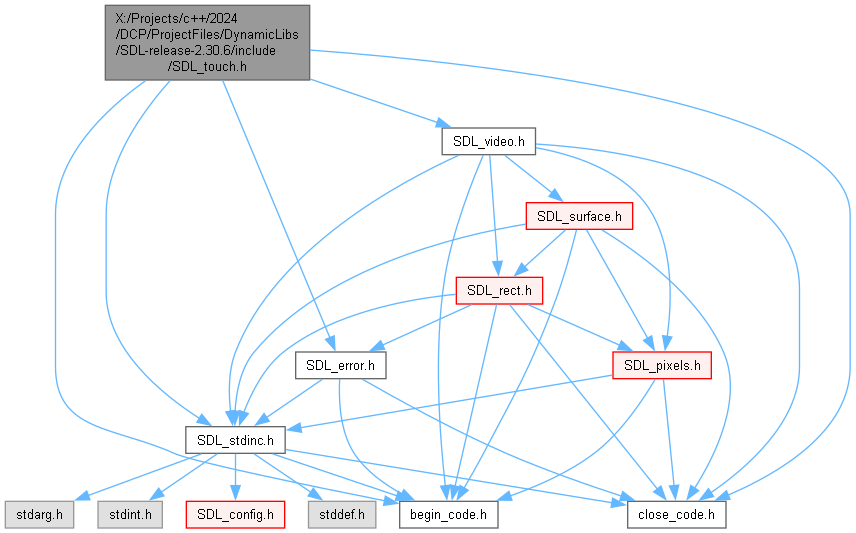 X:/Projects/c++/2024
/DCP/ProjectFiles/DynamicLibs
/SDL-release-2.30.6/include
/SDL_touch.h
SDL_video.h
SDL_surface.h
SDL_rect.h
SDL_error.h
SDL_pixels.h
SDL_stdinc.h
stdarg.h
stdint.h
SDL_config.h
stddef.h
begin_code.h
close_code.h